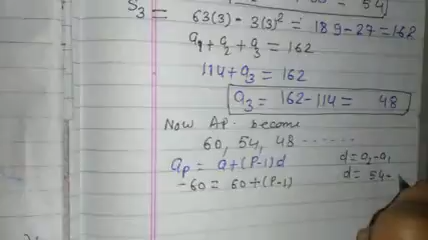 54
S₃ = 63(3) - 3(3)² = 189 - 27 = 162
a₁ + a₂ + a₃ = 162
114 + a₃ = 162
a₃ = 162 - 114 = 48
Now AP. become
60, 54, 48 ......
aₚ = a + (P-1)d
d = a₂ - a₁
-60 = 60 + (P-1)
d = 54 -